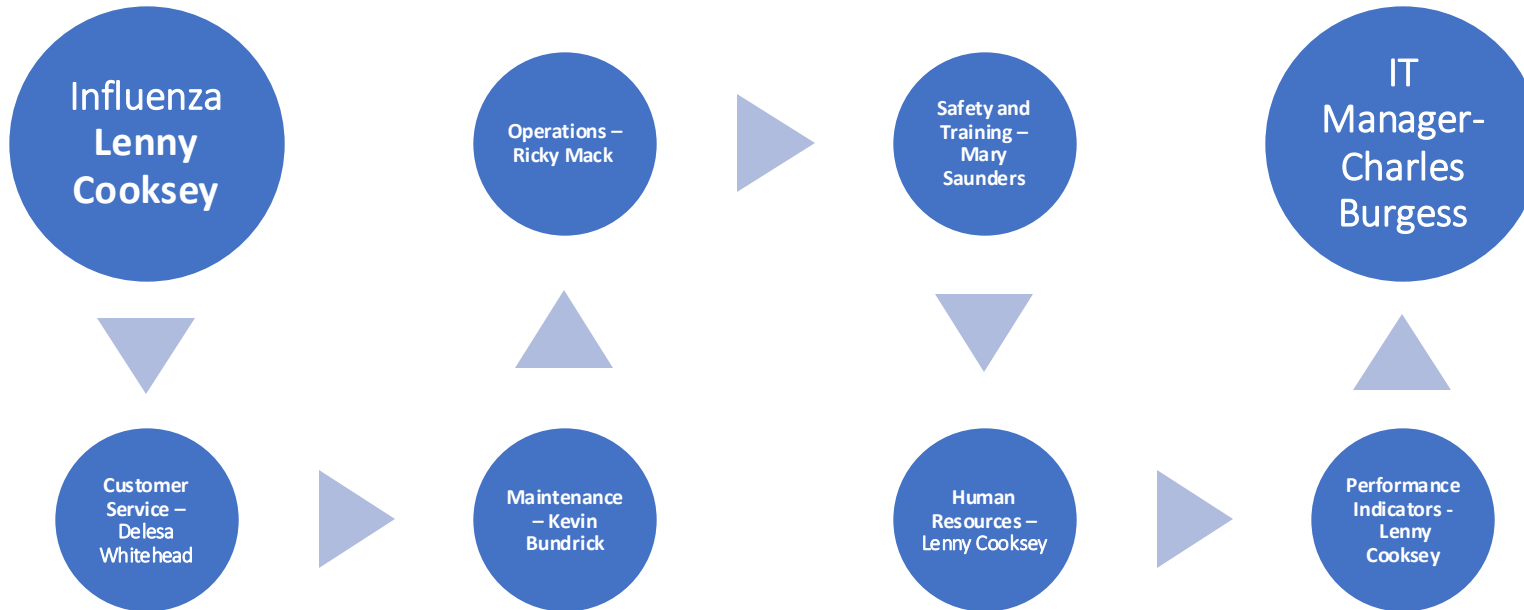 Influenza
Lenny
Cooksey
Customer
Service –
Delesa
Whitehead
Maintenance
– Kevin
Bundrick
Operations –
Ricky Mack
Safety and
Training –
Mary
Saunders
Human
Resources –
Lenny Cooksey
Performance
Indicators -
Lenny
Cooksey
IT
Manager-
Charles
Burgess